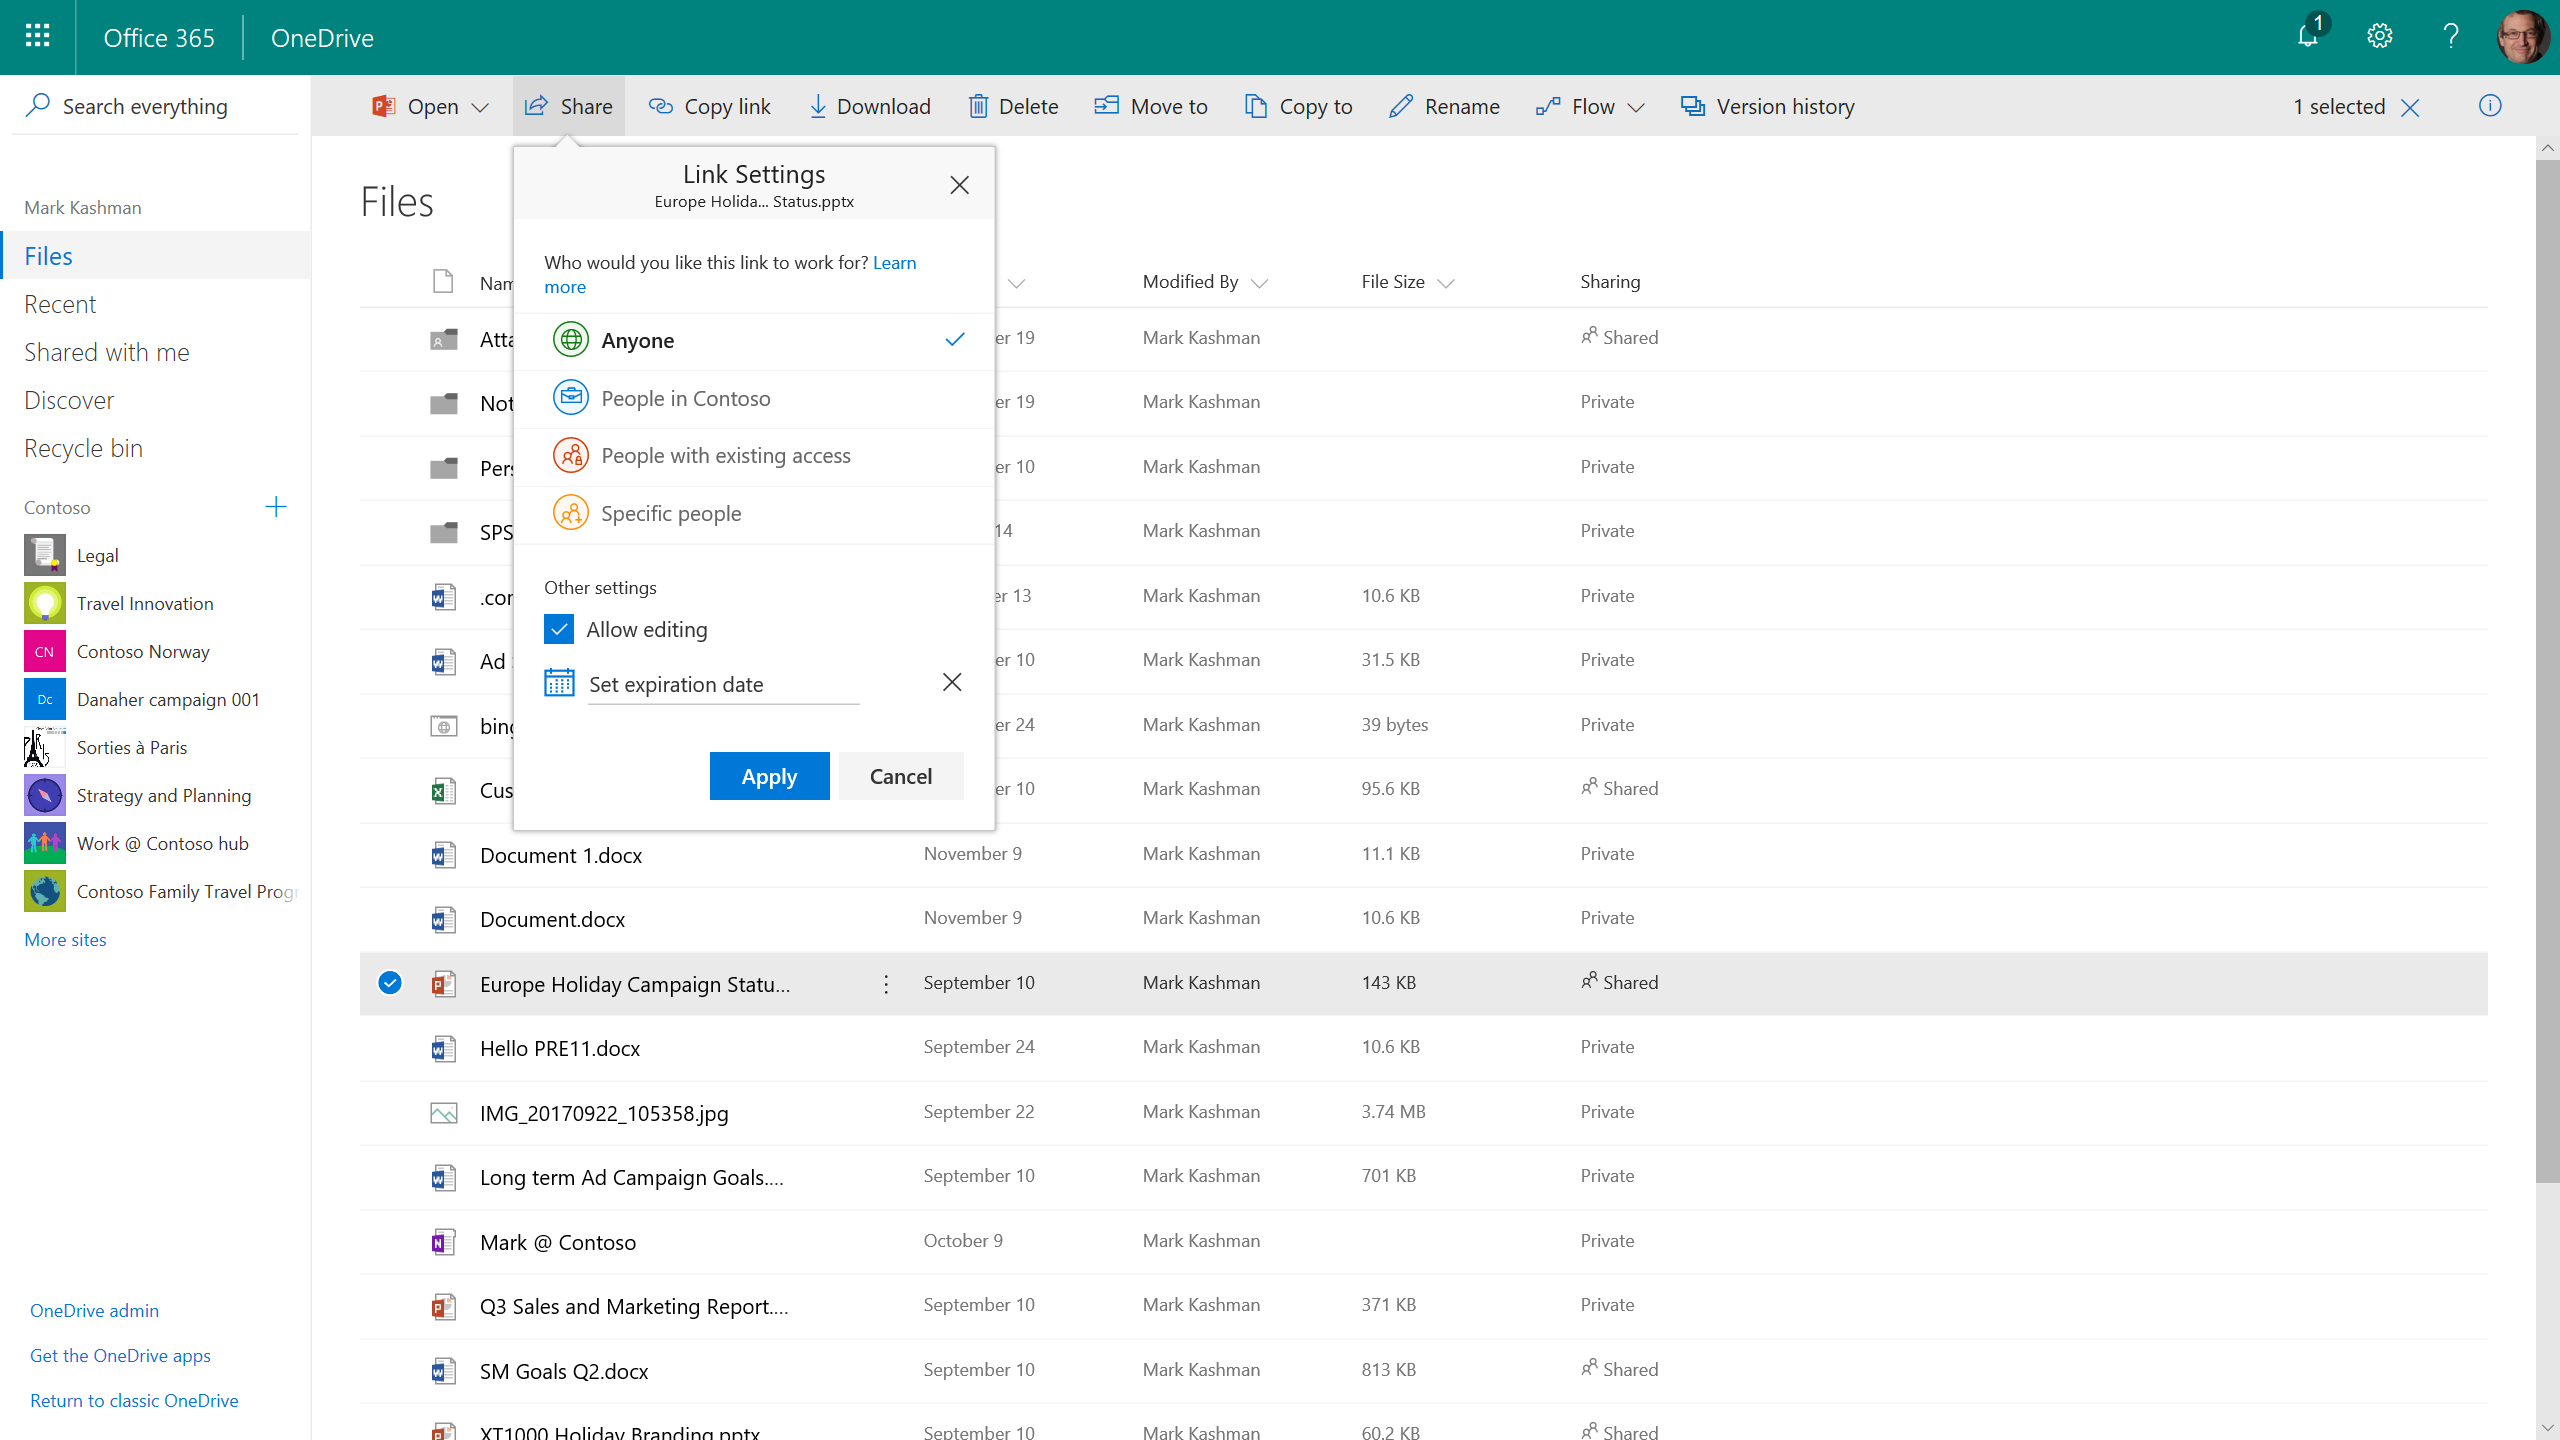 Office 365
OneDrive
1
Search everything
Open
Share
Copy link
Download
Delete
Move to
Copy to
Rename
Flow
Version history
1 selected
Mark Kashman
Files
Recent
Shared with me
Discover
Recycle bin
Contoso
Legal
Travel Innovation
CN Contoso Norway
Dc Danaher campaign 001
Sorties à Paris
Strategy and Planning
Work @ Contoso hub
Contoso Family Travel Progr
More sites
OneDrive admin
Get the OneDrive apps
Return to classic OneDrive
Files
Link Settings
Europe Holida... Status.pptx
Who would you like this link to work for? Learn
more
Anyone
People in Contoso
People with existing access
Specific people
Other settings
Allow editing
Set expiration date
Apply
Cancel
Nam Modified By File Size Sharing
Atta er 19 Mark Kashman Shared
Not er 19 Mark Kashman Private
Pers er 10 Mark Kashman Private
SPS 14 Mark Kashman Private
.cor er 13 Mark Kashman 10.6 KB Private
Ad er 10 Mark Kashman 31.5 KB Private
bing er 24 Mark Kashman 39 bytes Private
Cus er 10 Mark Kashman 95.6 KB Shared
Document 1.docx November 9 Mark Kashman 11.1 KB Private
Document.docx November 9 Mark Kashman 10.6 KB Private
Europe Holiday Campaign Statu... September 10 Mark Kashman 143 KB Shared
Hello PRE11.docx September 24 Mark Kashman 10.6 KB Private
IMG_20170922_105358.jpg September 22 Mark Kashman 3.74 MB Private
Long term Ad Campaign Goals.... September 10 Mark Kashman 701 KB Private
Mark @ Contoso October 9 Mark Kashman Private
Q3 Sales and Marketing Report.... September 10 Mark Kashman 371 KB Private
SM Goals Q2.docx September 10 Mark Kashman 813 KB Shared
XT1000 Holiday Branding.pptx September 10 Mark Kashman 60.2 KB Shared